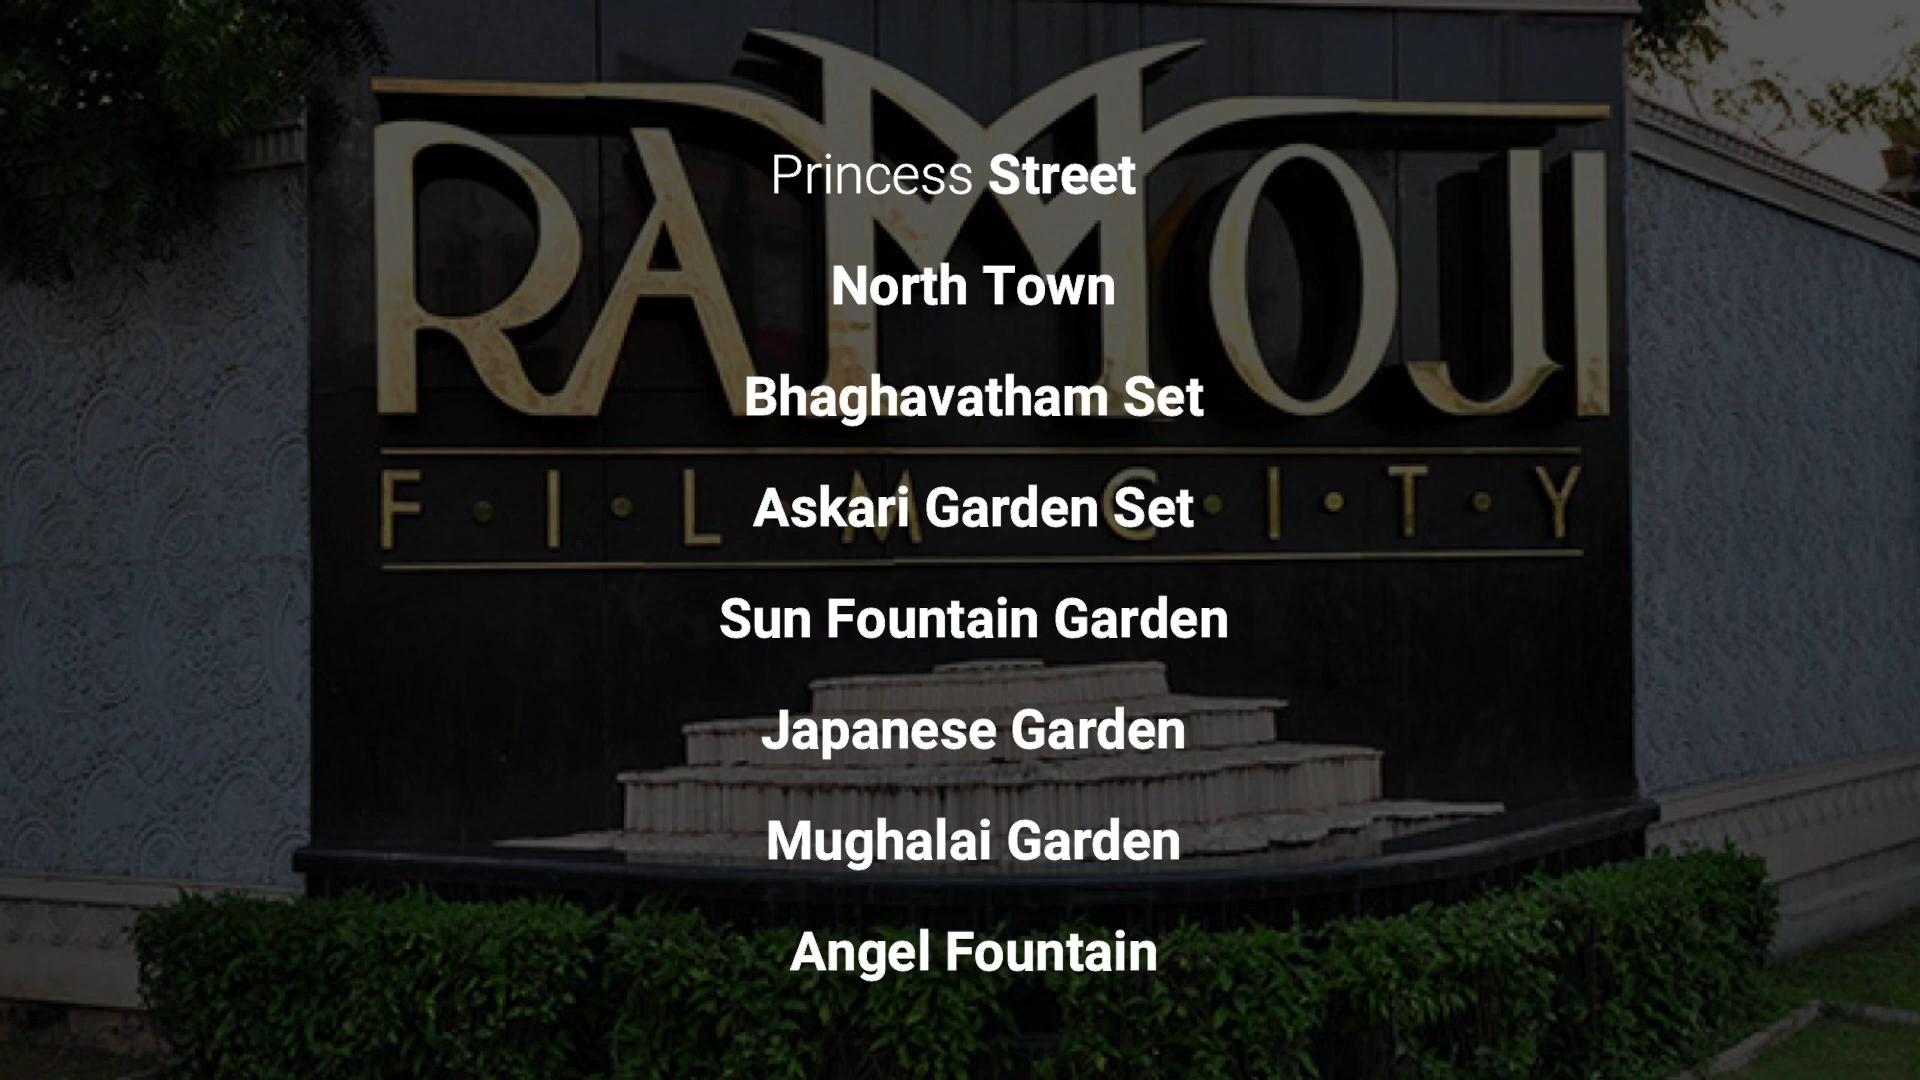 RAMOJI
F·I·L·M C·I·T·Y
Princess Street
North Town
Bhaghavatham Set
Askari Garden Set
Sun Fountain Garden
Japanese Garden
Mughalai Garden
Angel Fountain